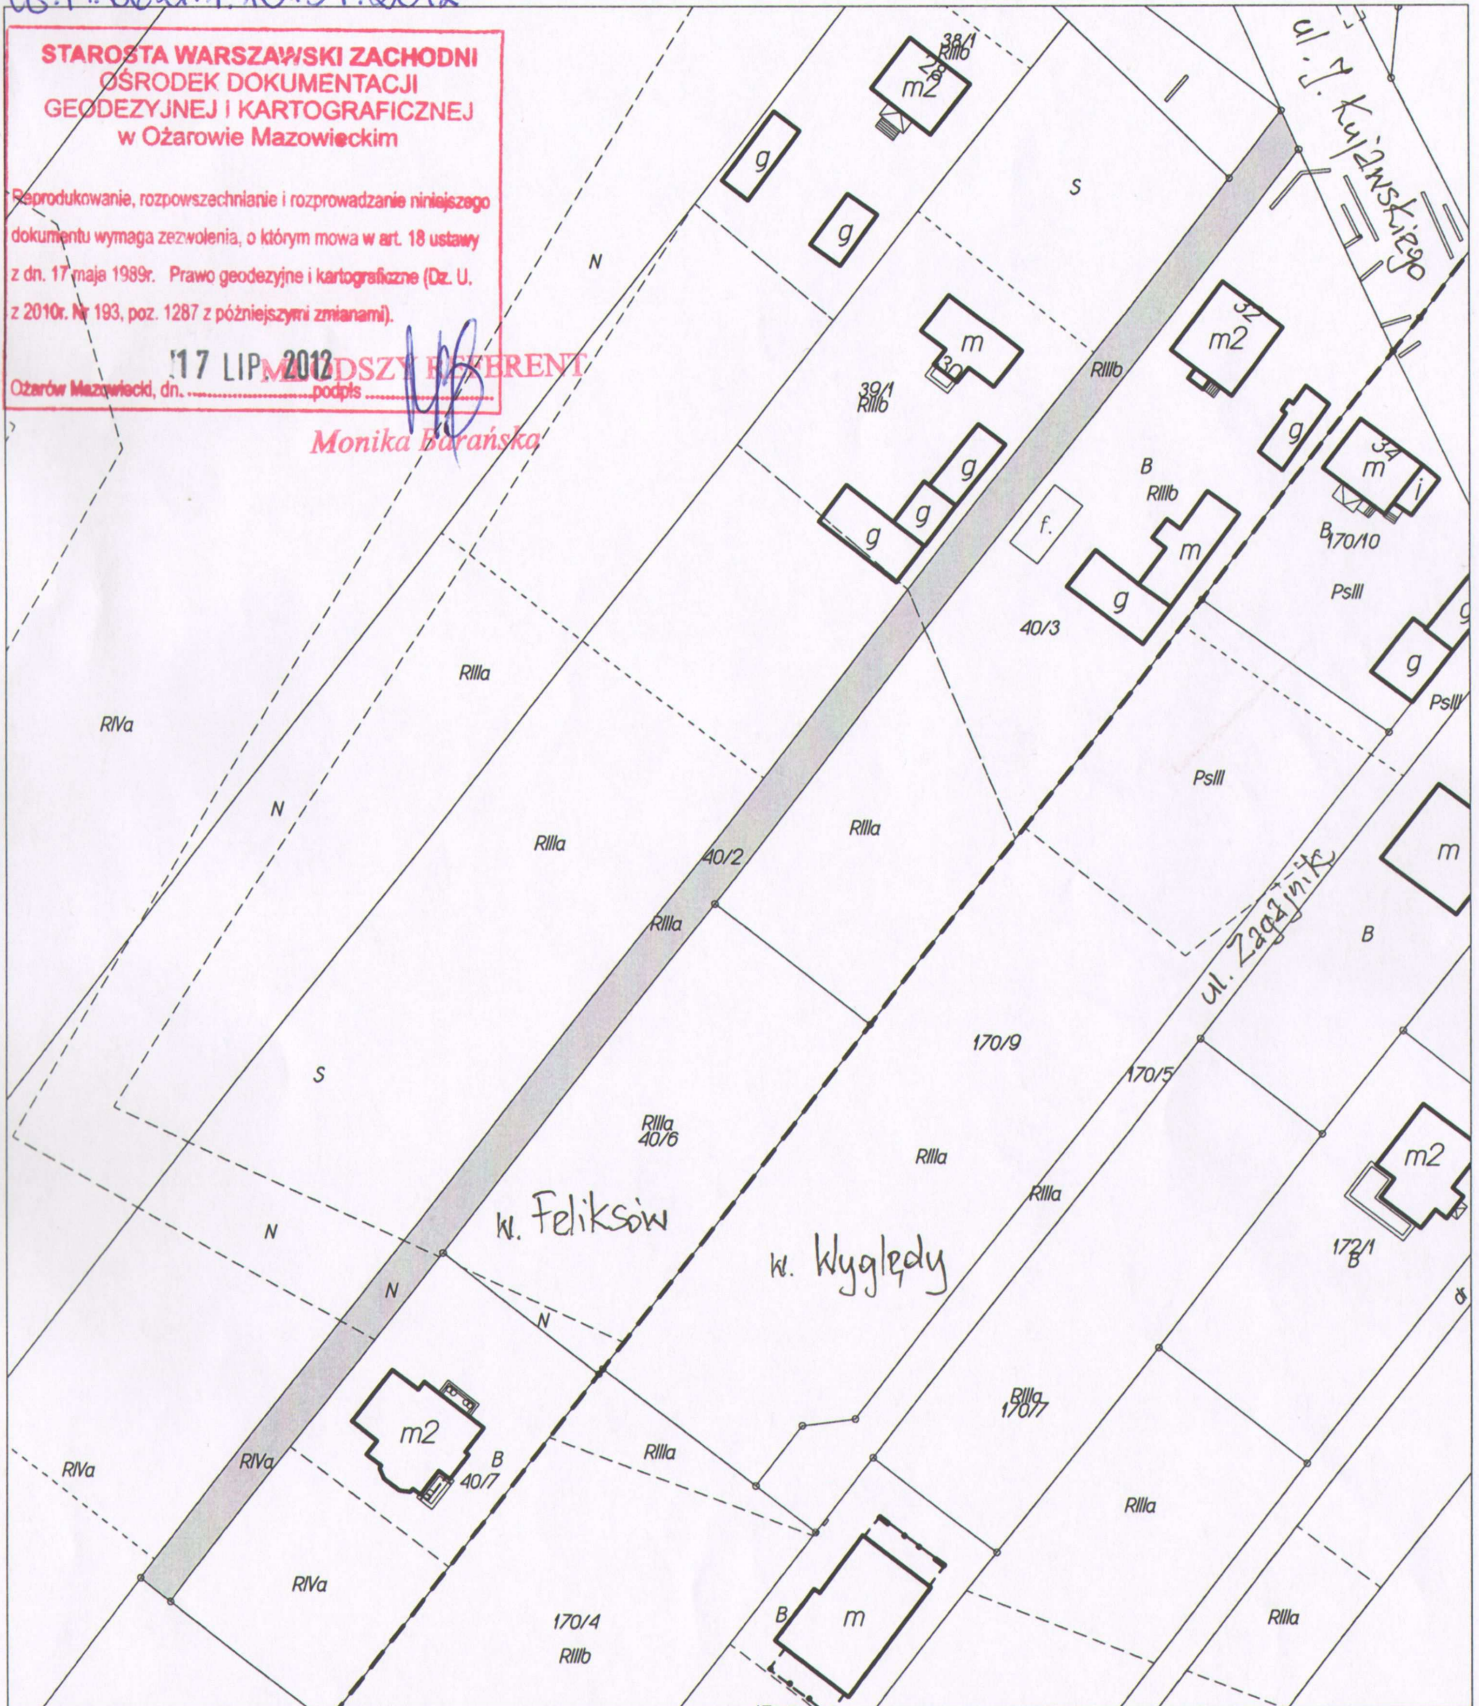 STAROSTA WARSZAWSKI ZACHODNI
OŚRODEK DOKUMENTACJI
GEODEZYJNEJ i KARTOGRAFICZNEJ
w Ożarowie Mazowieckim
Reprodukowanie, rozpowszechnianie i rozprowadzanie niniejszego
dokumentu wymaga zezwolenia, o którym mowa w art. 18 ustawy
z dn. 17 maja 1989r. Prawo geodezyjne i kartograficzne (Dz. U.
z 2010r. Nr 193, poz. 1287 z późniejszymi zmianami).
17 LIP. 2012
MŁODSZY REFERENT
Ożarów Mazowiecki, dn. podpis
Monika Barańska
38/1
RIIIb
28
m2
g
g
S
ul. J. Kujawskiego
N
m
30
39/1
RIIIb
RIIIb
32
m2
g
34
m
i
B
170/10
PsIII
g
g
g
f.
B
RIIIb
m
g
40/3
g
g
PsIII
RIIIa
RIVa
N
PsIII
RIIIa
RIIIa
40/2
RIIIa
m
B
ul. Zagajnik
170/9
170/5
S
RIIIa
40/6
RIIIa
RIIIa
m2
172/1
B
w. Feliksów
w. Wyględy
N
N
N
m2
B
40/7
RIVa
RIVa
RIIIa
RIIIa
170/7
RIIIa
RIVa
170/4
RIIIb
B
m
RIIIa